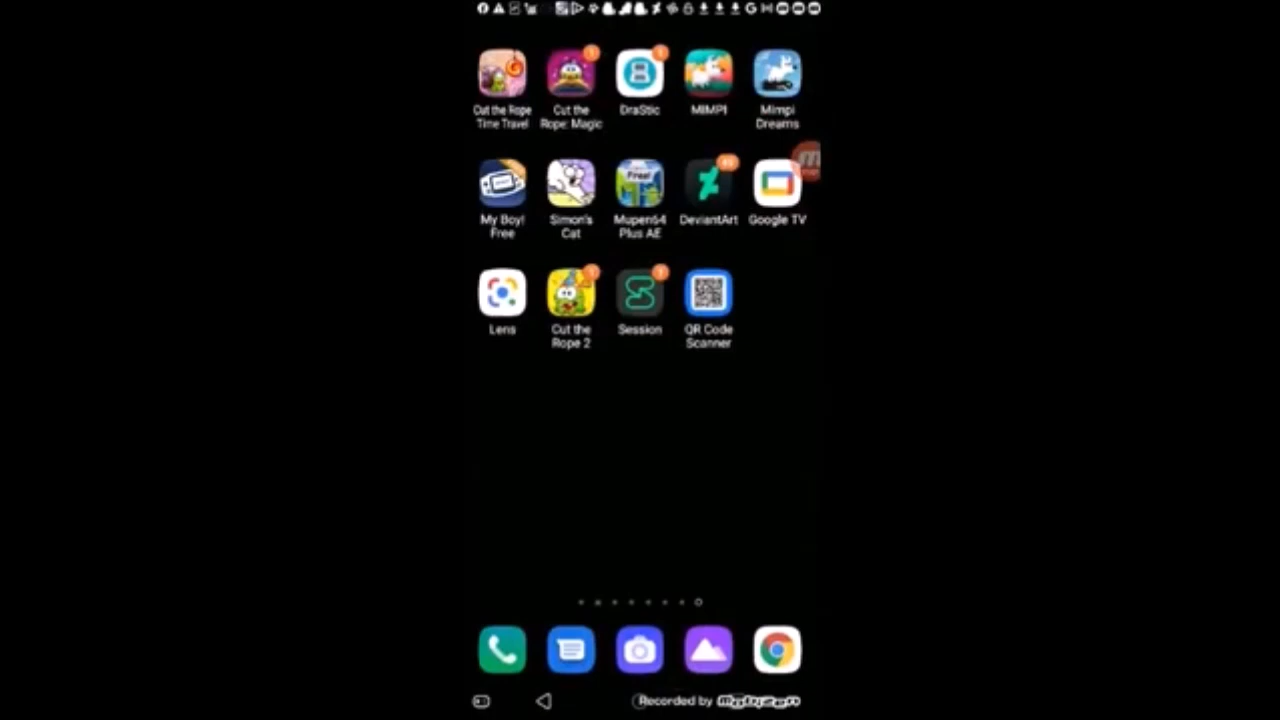 Cut the Rope
Time Travel
Cut the
Rope: Magic
DraStic
MIMPI
Mimpi
Dreams
My Boy!
Free
Simon's
Cat
Free!
Mupen64
Plus AE
DeviantArt
Google TV
Lens
Cut the
Rope 2
Session
QR Code
Scanner
Recorded by